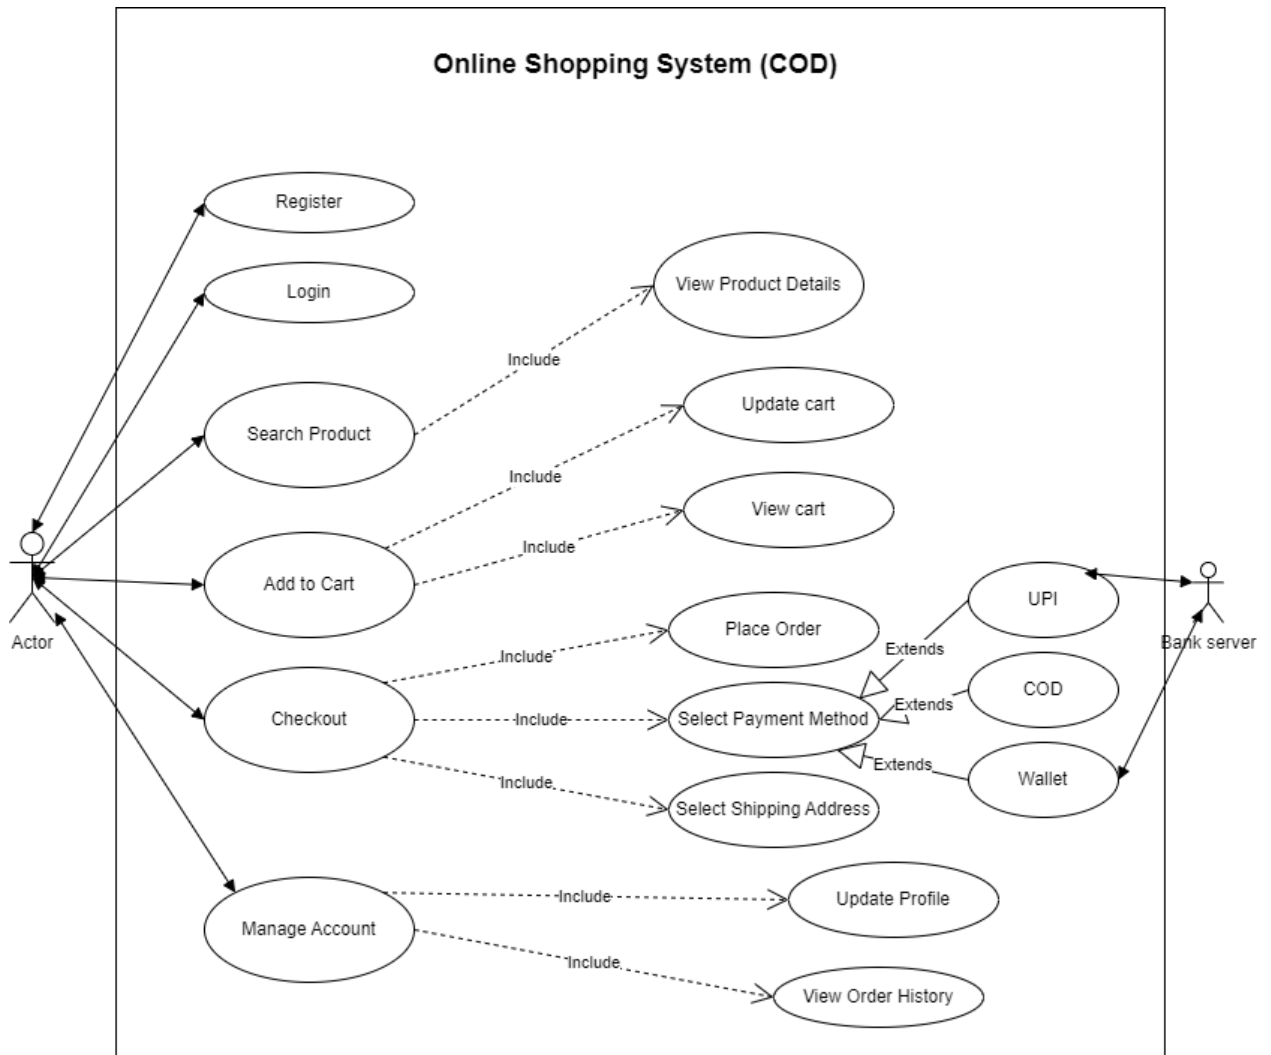 Online Shopping System (COD)
Register
Login
View Product Details
Include
Update cart
Search Product
Include
View cart
Include
Add to Cart
UPI
Actor
Bank server
Place Order
Extends
Include
COD
Extends
Checkout
Include
Select Payment Method
Extends
Wallet
Include
Select Shipping Address
Include
Update Profile
Manage Account
Include
View Order History